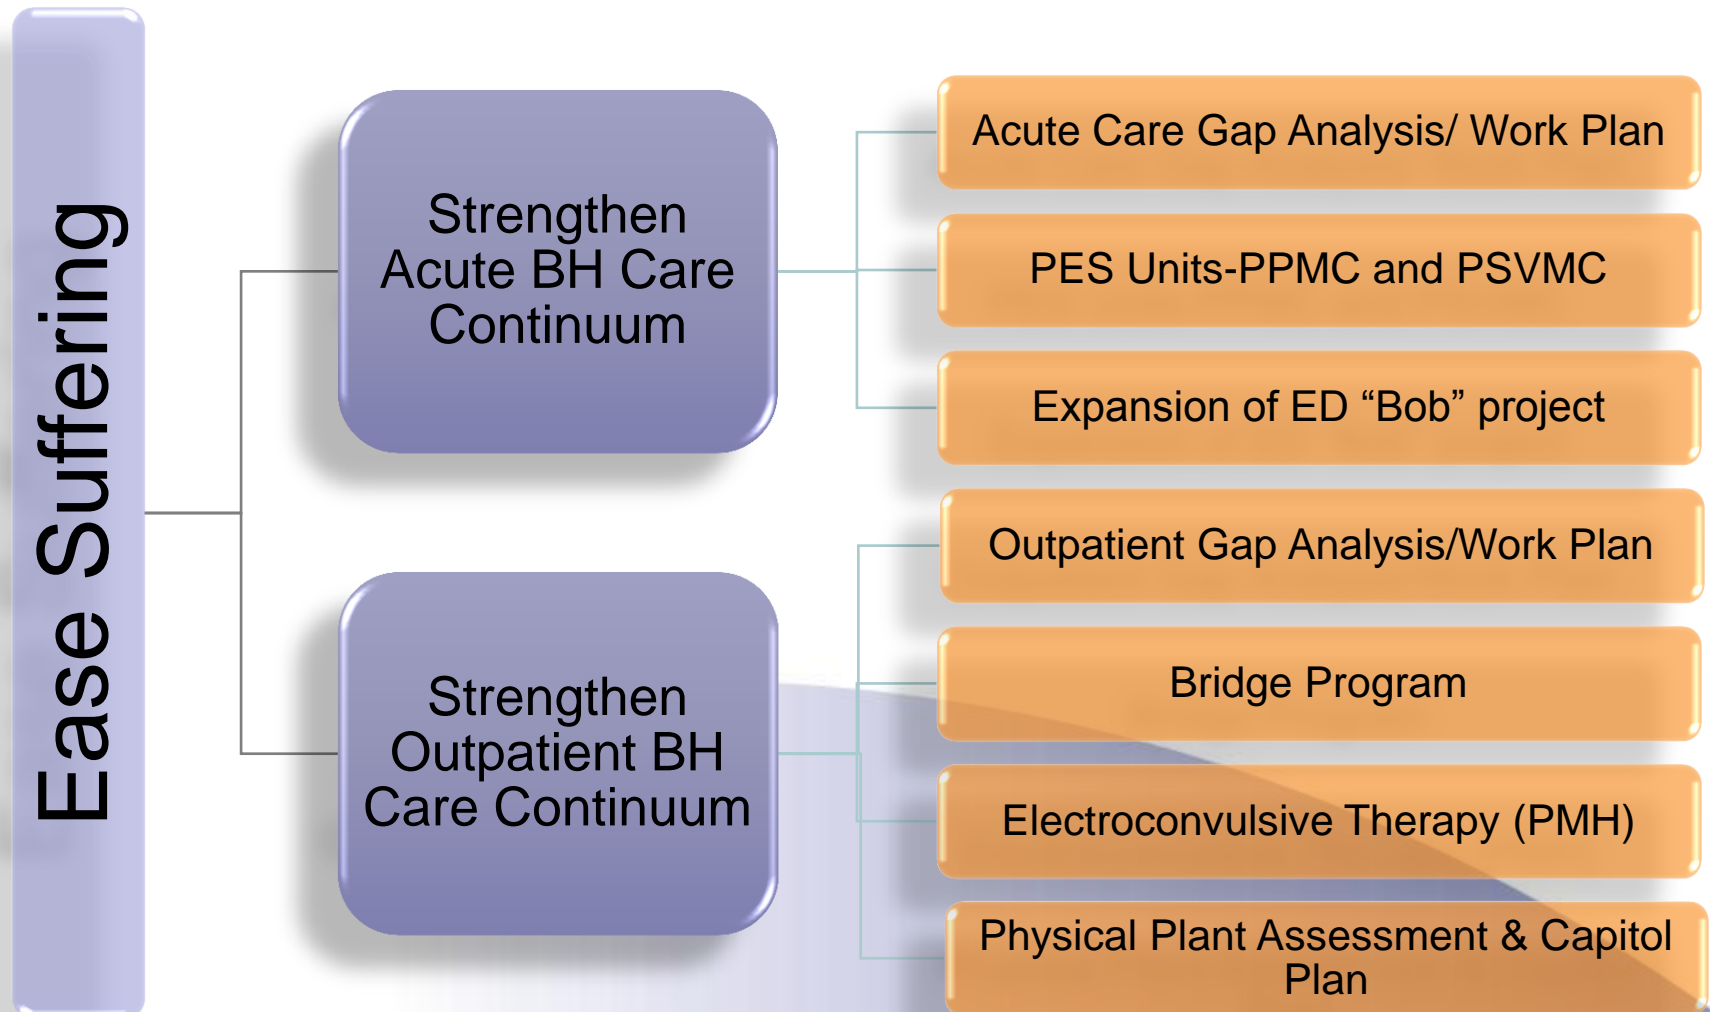 Ease Suffering
Strengthen
Acute BH Care
Continuum
Acute Care Gap Analysis/ Work Plan
PES Units-PPMC and PSVMC
Expansion of ED “Bob” project
Strengthen
Outpatient BH
Care Continuum
Outpatient Gap Analysis/Work Plan
Bridge Program
Electroconvulsive Therapy (PMH)
Physical Plant Assessment & Capitol
Plan